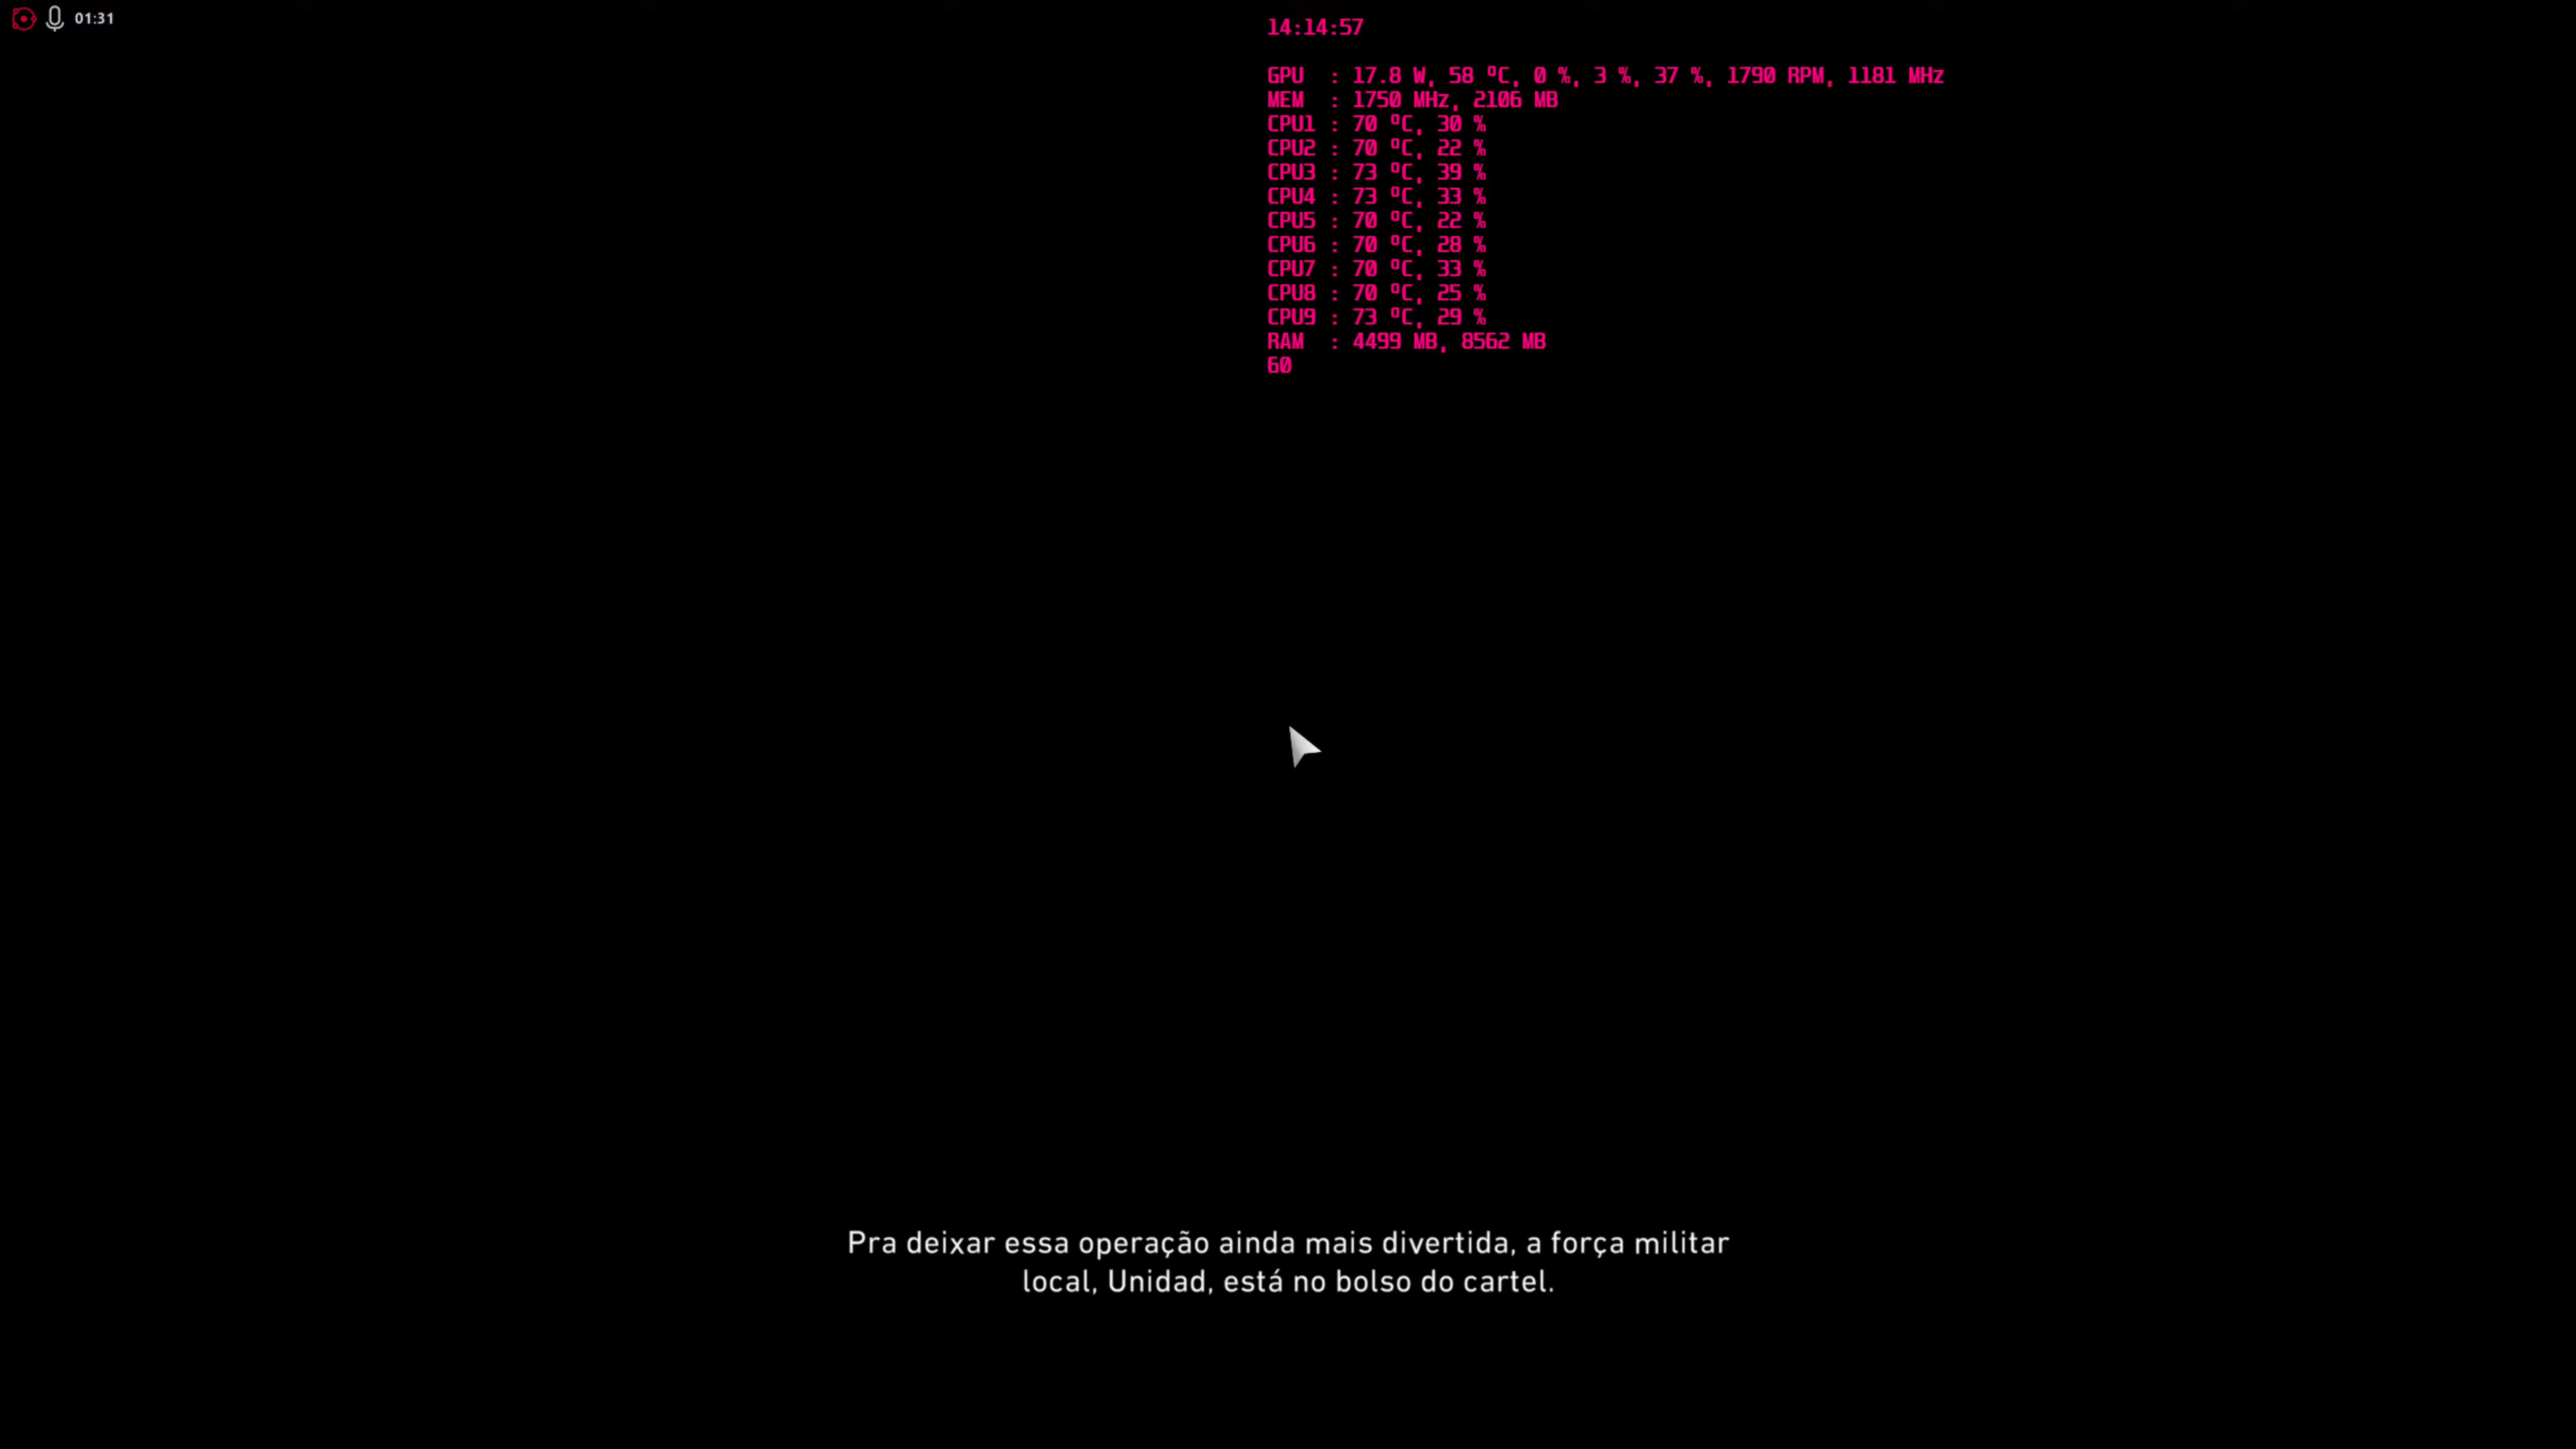 01:31
14:14:57
GPU : 17.8 W, 58 ºC, 0 %, 3 %, 37 %, 1790 RPM, 1181 MHz
MEM : 1750 MHz, 2106 MB
CPU1 : 70 ºC, 30 %
CPU2 : 70 ºC, 22 %
CPU3 : 73 ºC, 39 %
CPU4 : 73 ºC, 33 %
CPU5 : 70 ºC, 22 %
CPU6 : 70 ºC, 28 %
CPU7 : 70 ºC, 33 %
CPU8 : 70 ºC, 25 %
CPU9 : 73 ºC, 29 %
RAM : 4499 MB, 8562 MB
60
Pra deixar essa operação ainda mais divertida, a força militar
local, Unidad, está no bolso do cartel.